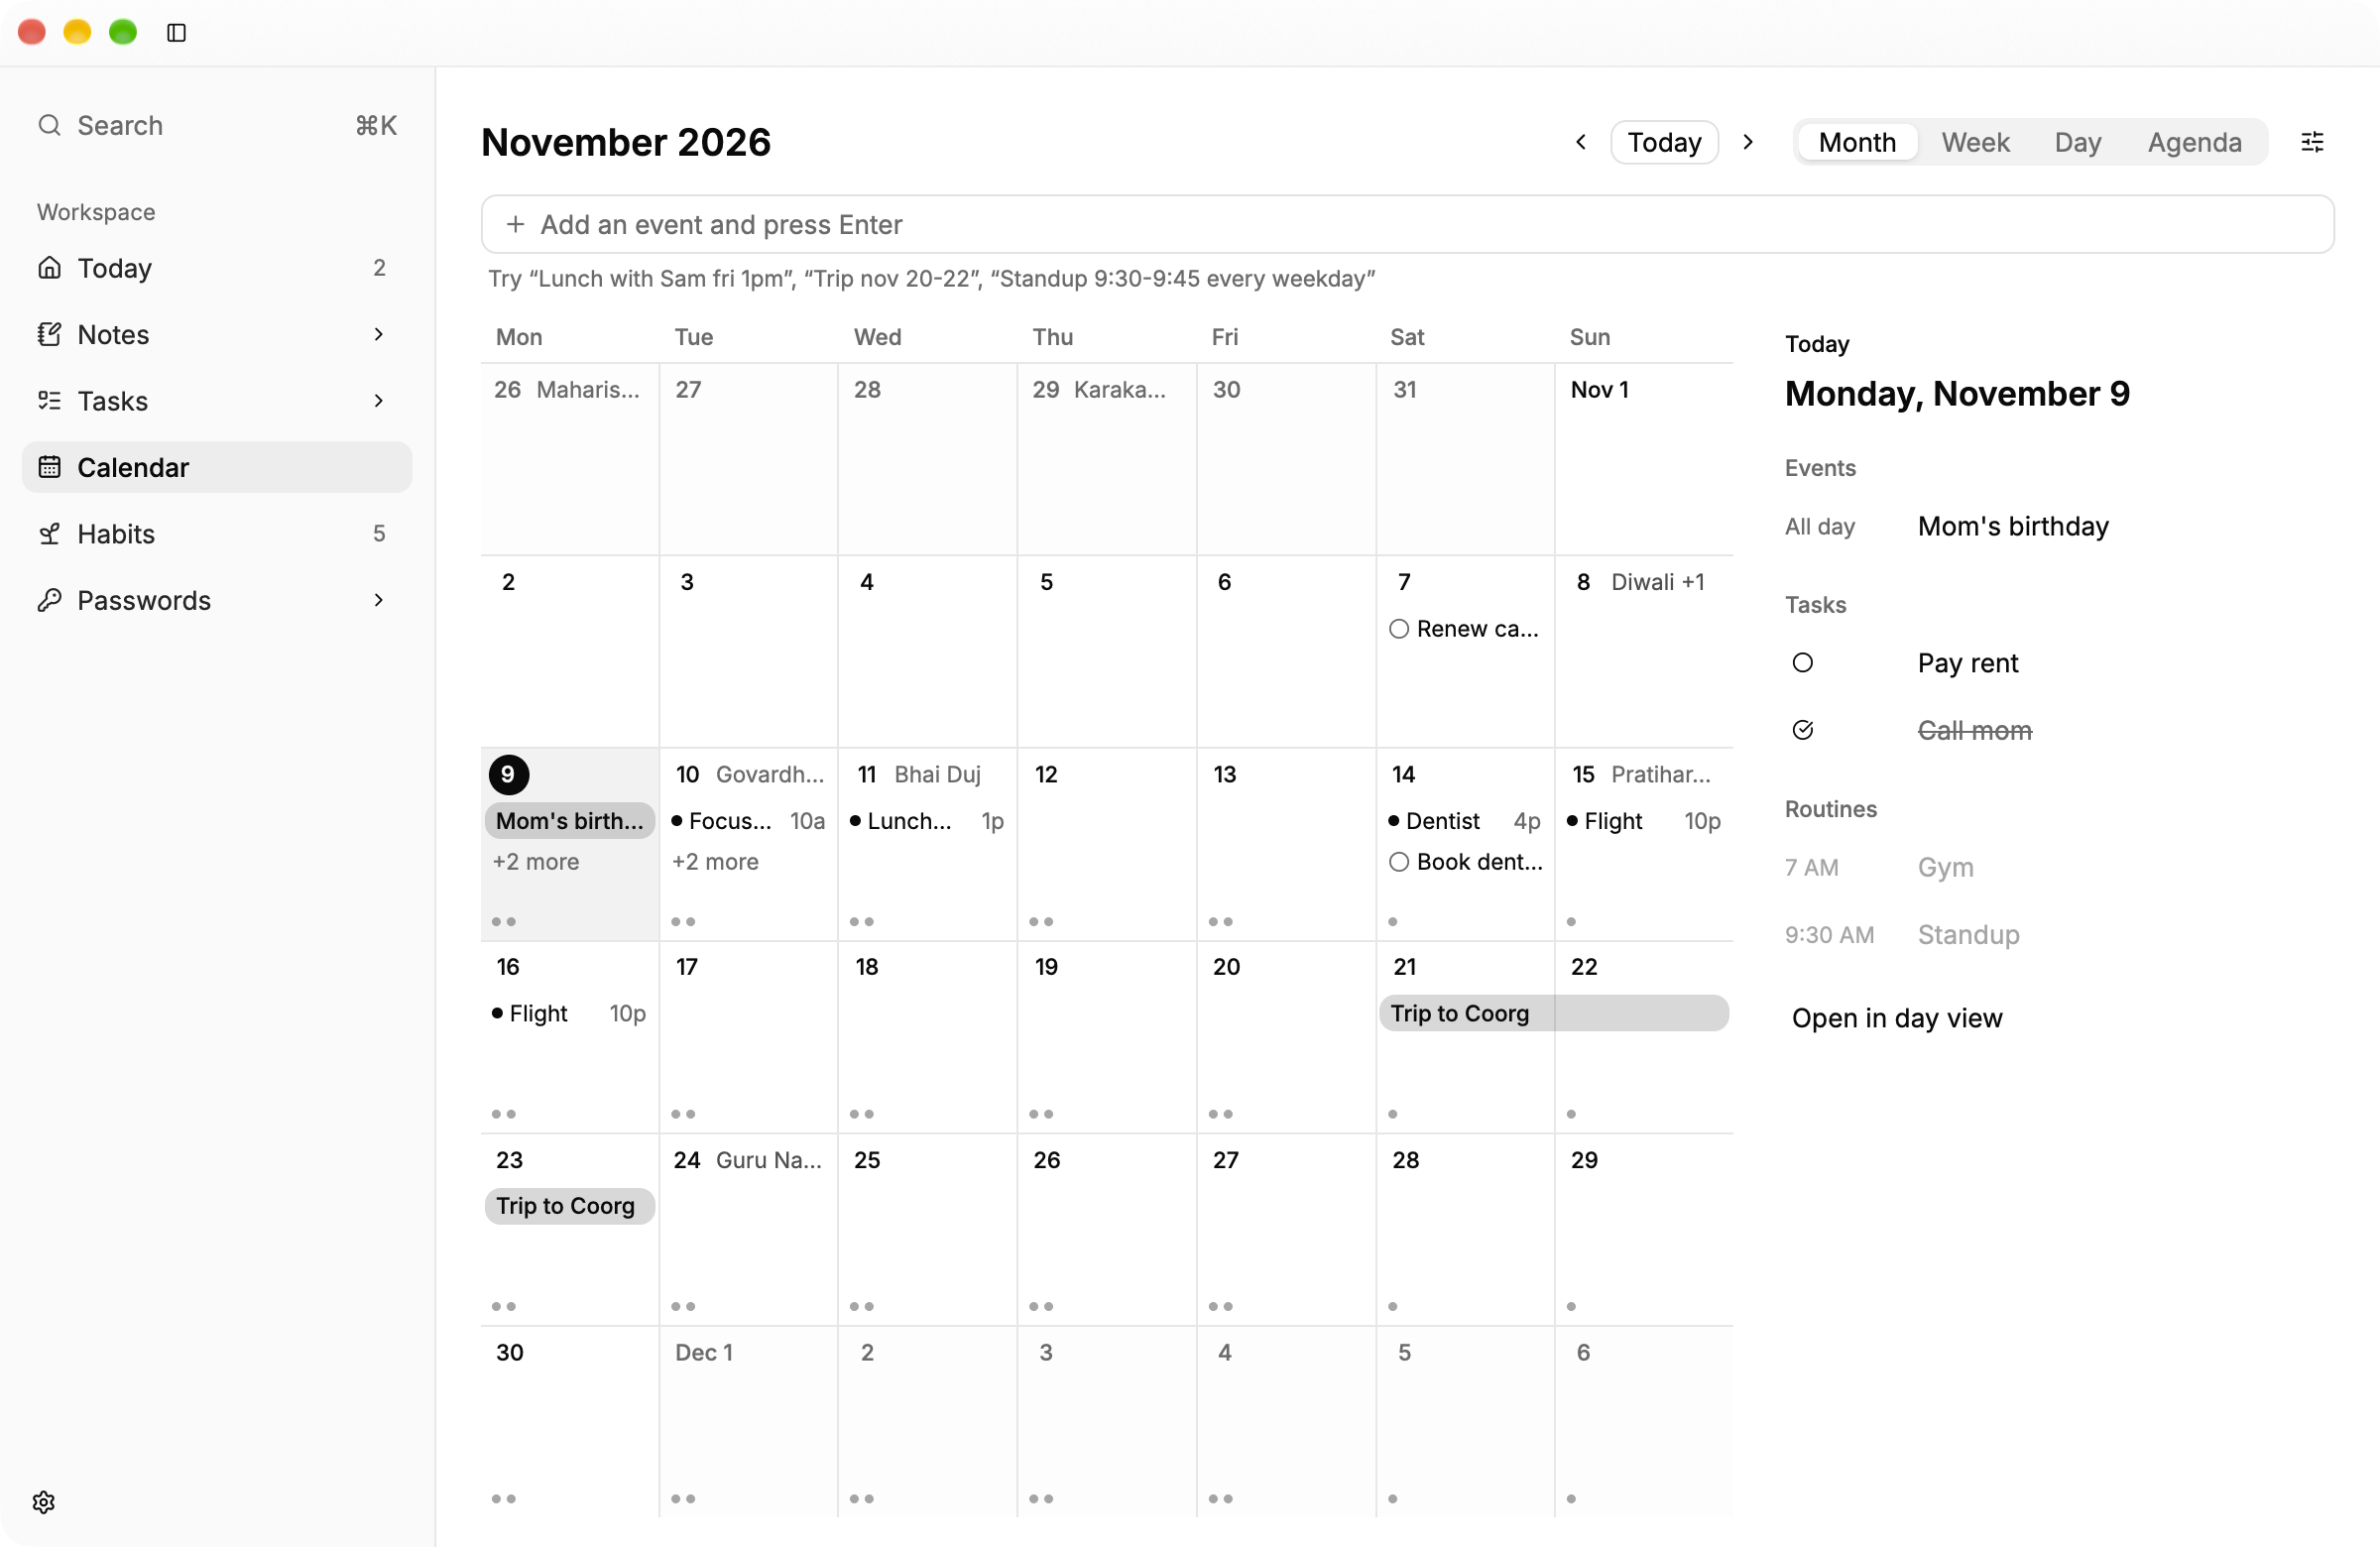 Search ⌘K
Workspace
Today 2
Notes
Tasks
Calendar
Habits 5
Passwords
November 2026
Today
Month Week Day Agenda
+ Add an event and press Enter
Try “Lunch with Sam fri 1pm”, “Trip nov 20-22”, “Standup 9:30-9:45 every weekday”
Mon Tue Wed Thu Fri Sat Sun
26 Maharis... 27 28 29 Karaka... 30 31 Nov 1
2 3 4 5 6 7 8 Diwali +1
Renew ca...
9 10 Govardh... 11 Bhai Duj 12 13 14 15 Pratihar...
Mom's birth... Focus... 10a Lunch... 1p Dentist 4p Flight 10p
+2 more +2 more Book dent...
16 17 18 19 20 21 22
Flight 10p Trip to Coorg
23 24 Guru Na... 25 26 27 28 29
Trip to Coorg
30 Dec 1 2 3 4 5 6
Today
Monday, November 9
Events
All day Mom's birthday
Tasks
Pay rent
Call mom
Routines
7 AM Gym
9:30 AM Standup
Open in day view